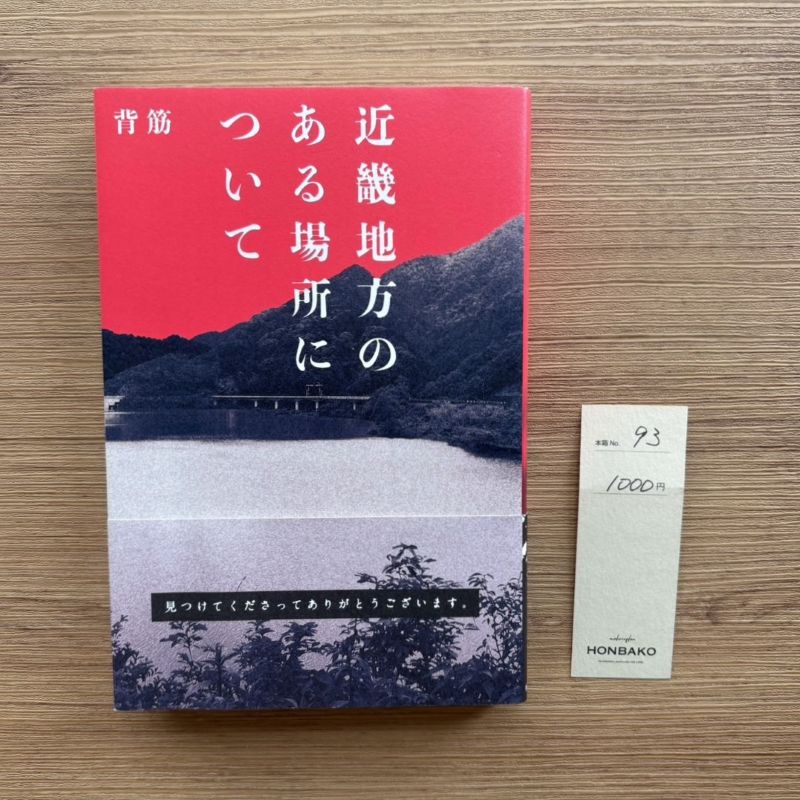 近畿地方の
ある場所に
ついて
背筋
見つけてくださってありがとうございます。
本箱 No. 93
1000円
HONBAKO